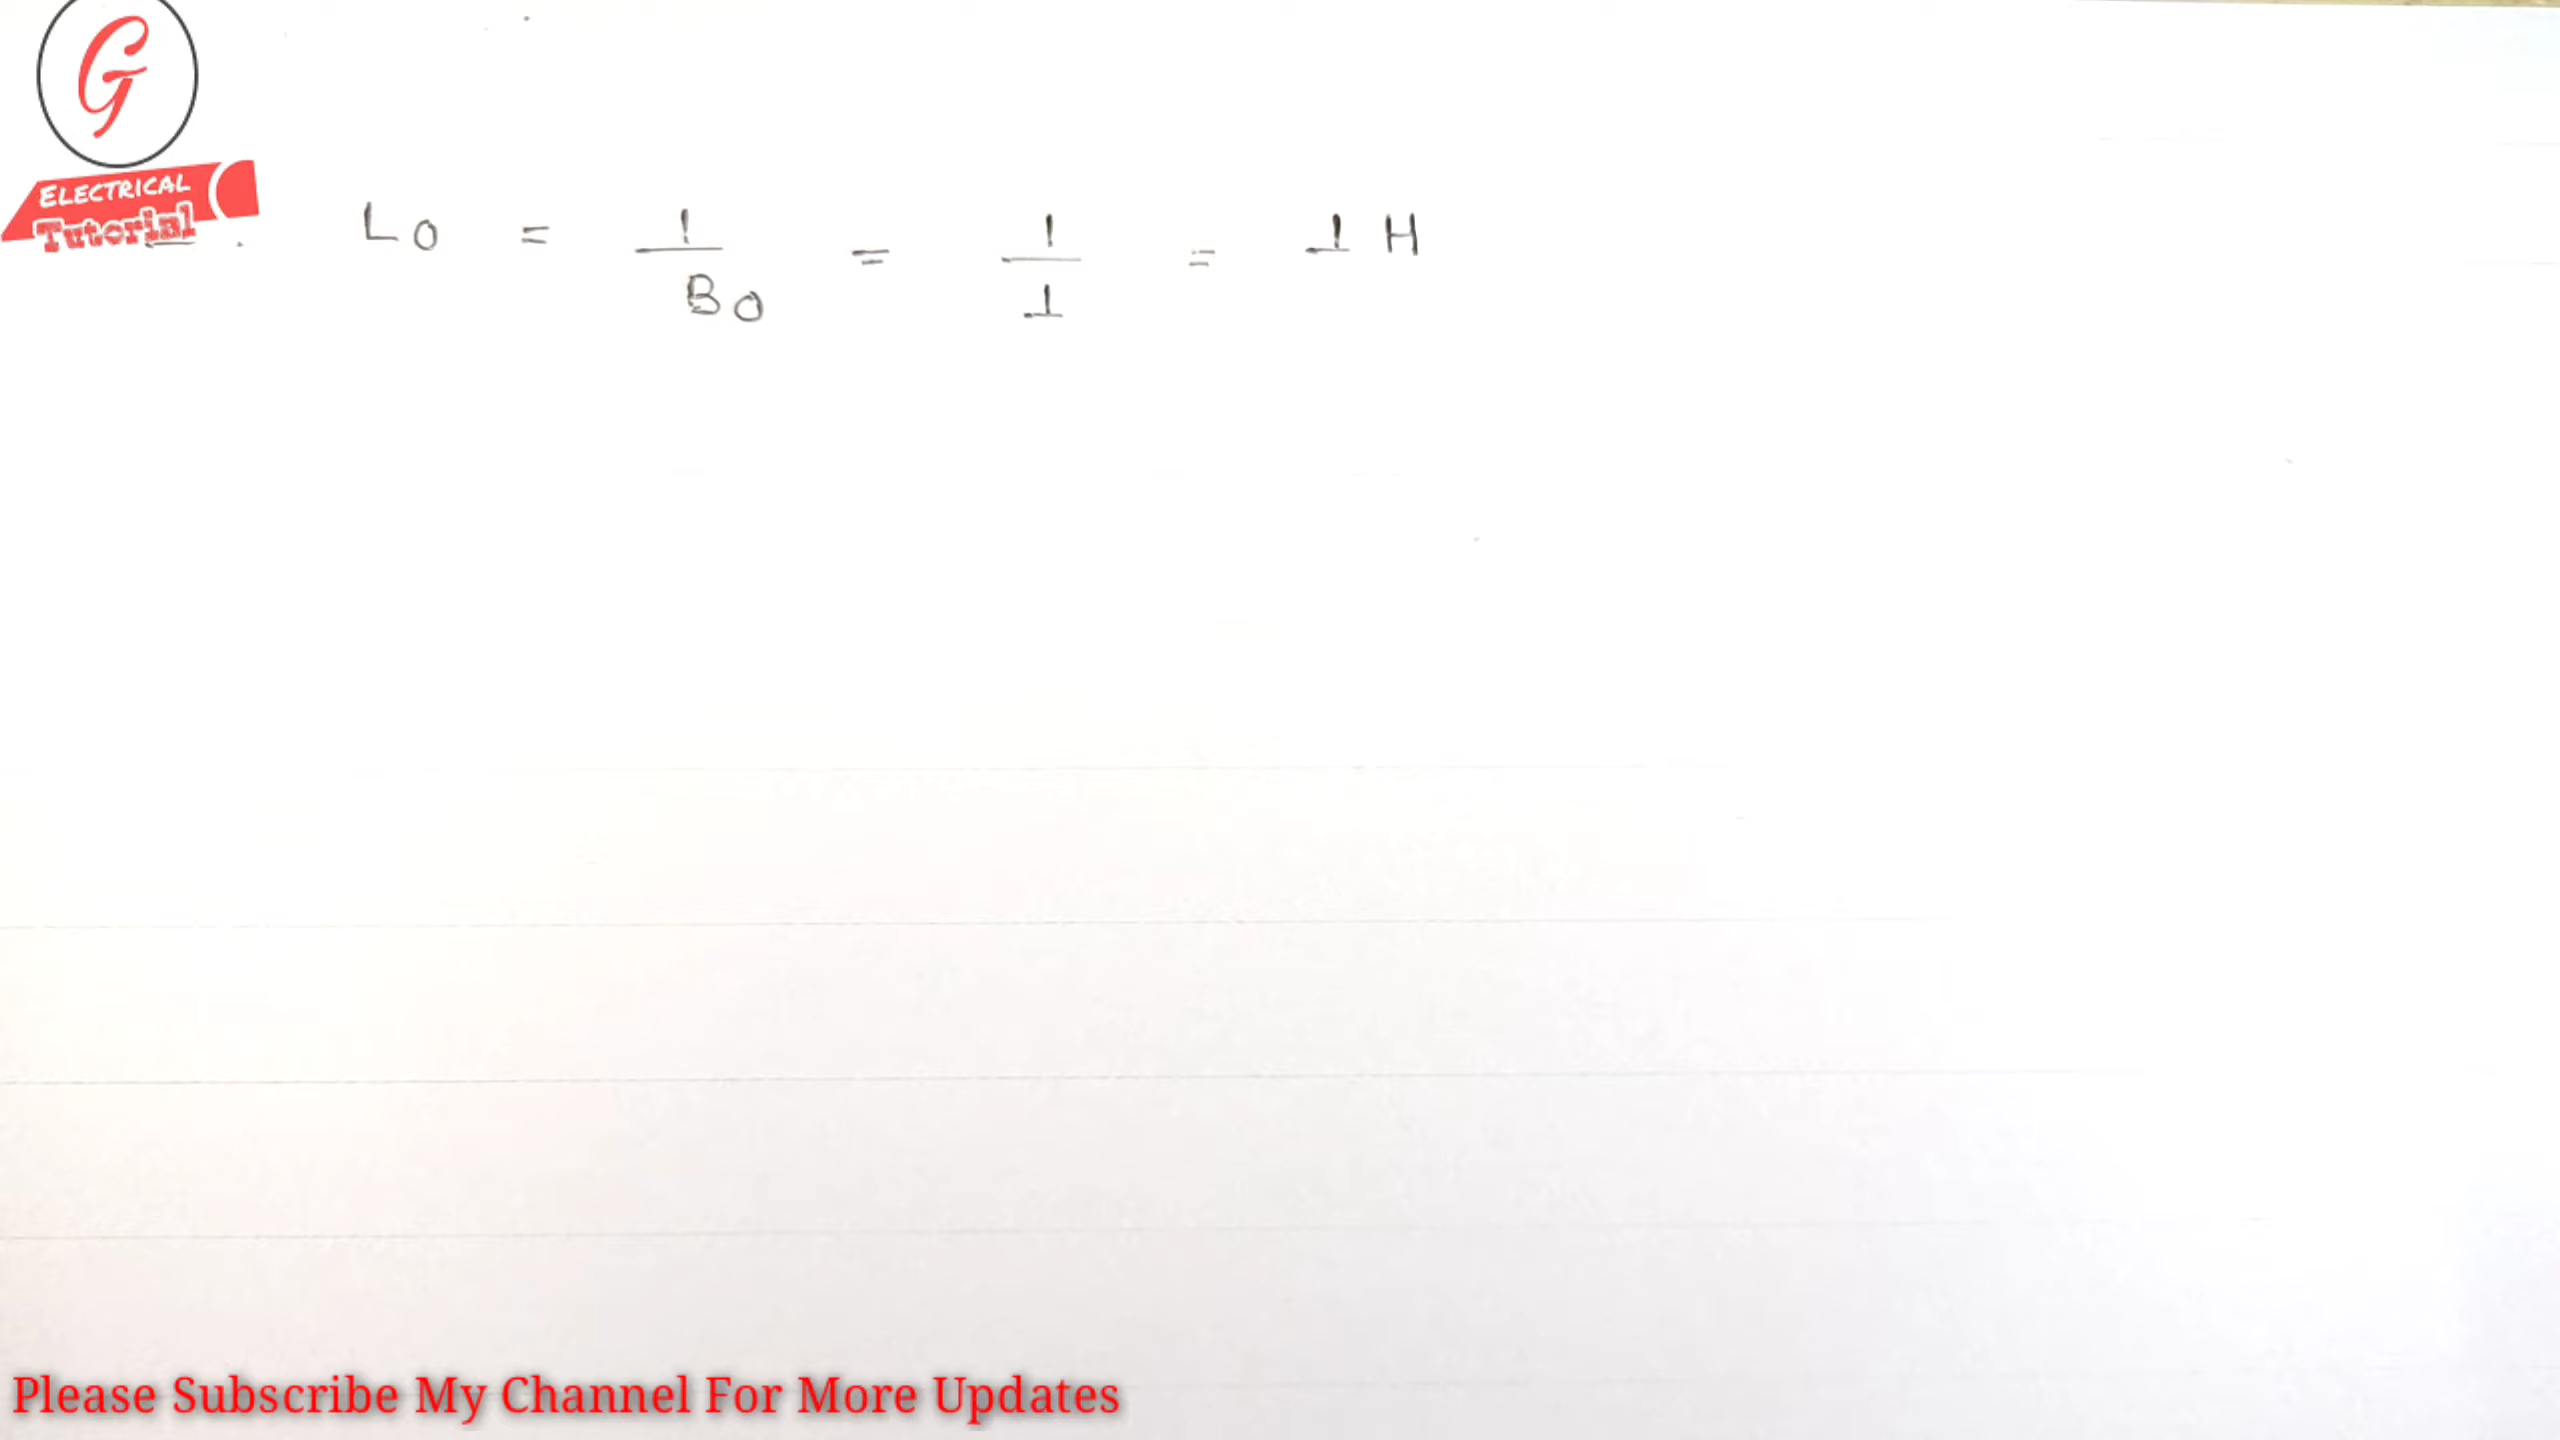 G
ELECTRICAL
Tutorial
L0 = 1/B0 = 1/1 = 1 H
Please Subscribe My Channel For More Updates